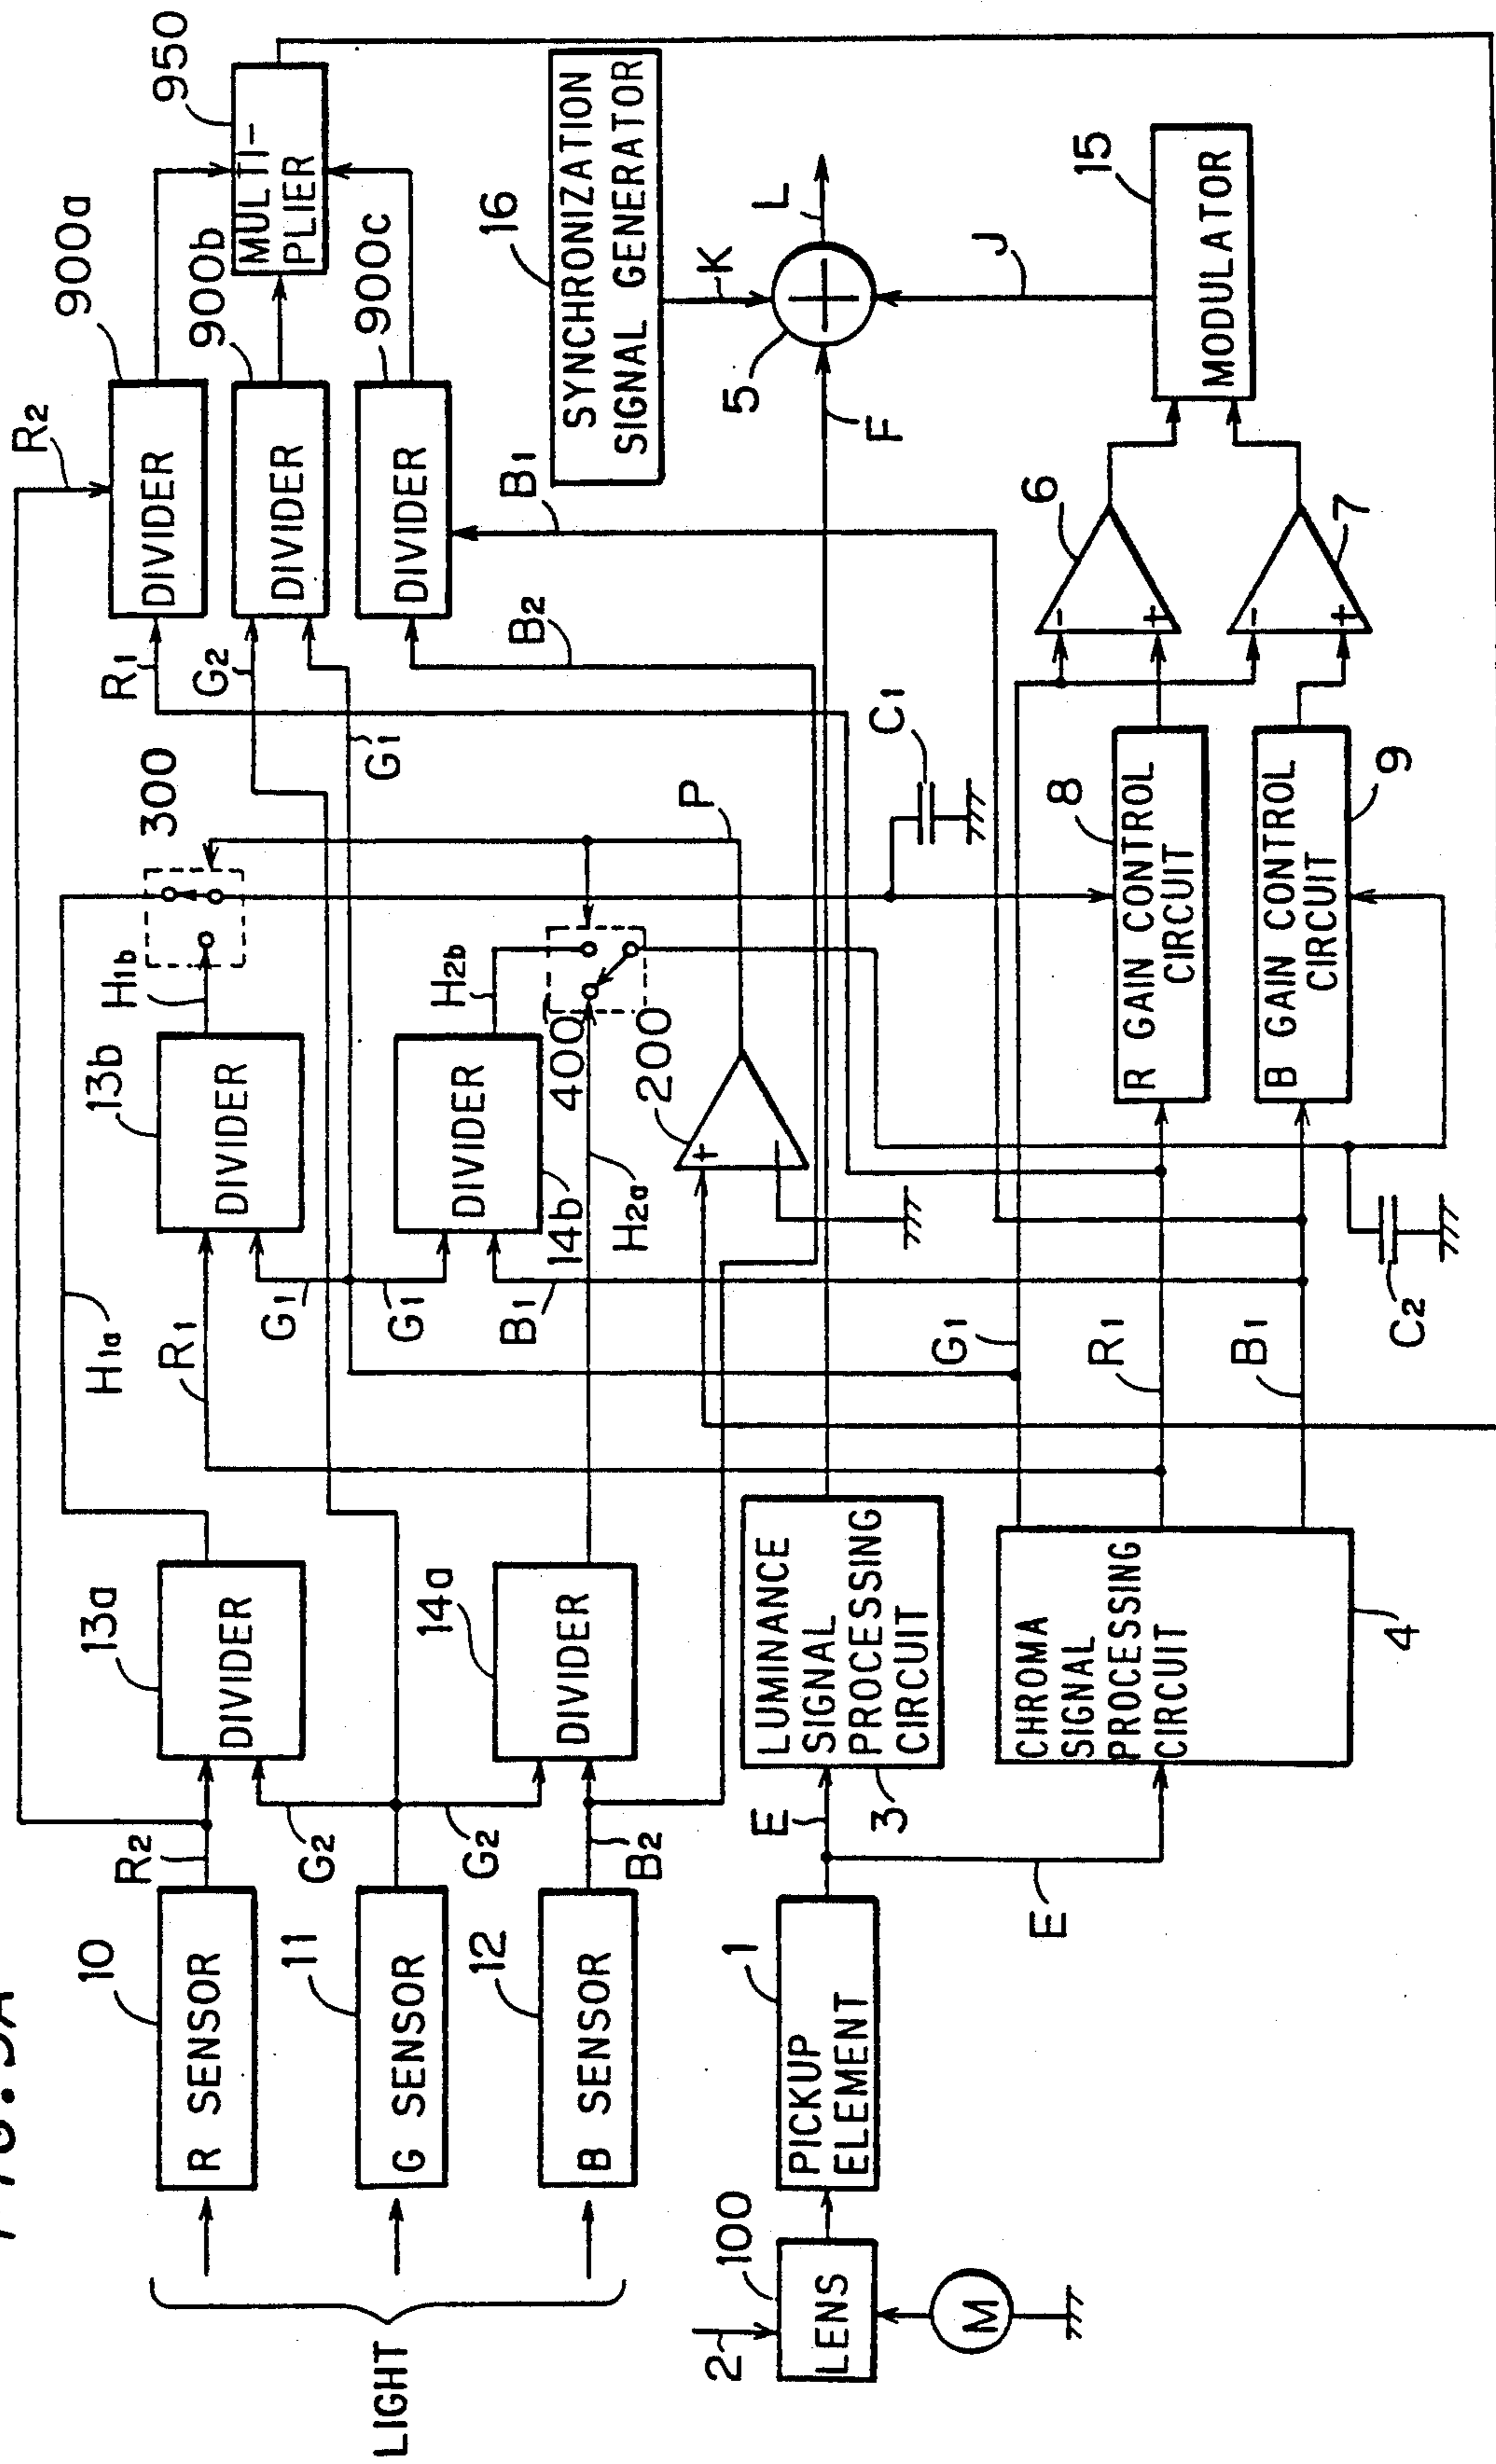 FIG. 5A
LIGHT
R SENSOR
10
R2
G SENSOR
11
G2
G2
B SENSOR
12
B2
DIVIDER
13a
DIVIDER
14a
H1a
R1
G1
G1
B1
DIVIDER
13b
DIVIDER
14b
H2a
H1b
H2b
300
400
200
+
−
P
R1
G2
G1
B2
R2
DIVIDER
900a
DIVIDER
900b
DIVIDER
900c
B1
MULTI-
PLIER
950
SYNCHRONIZATION
SIGNAL GENERATOR
16
K
L
5
F
J
2
LENS
100
M
PICKUP
ELEMENT
1
E
E
LUMINANCE
SIGNAL
PROCESSING
CIRCUIT
3
CHROMA
SIGNAL
PROCESSING
CIRCUIT
4
G1
R1
B1
C1
C2
R GAIN CONTROL
CIRCUIT
8
B GAIN CONTROL
CIRCUIT
9
−
+
6
−
+
7
MODULATOR
15